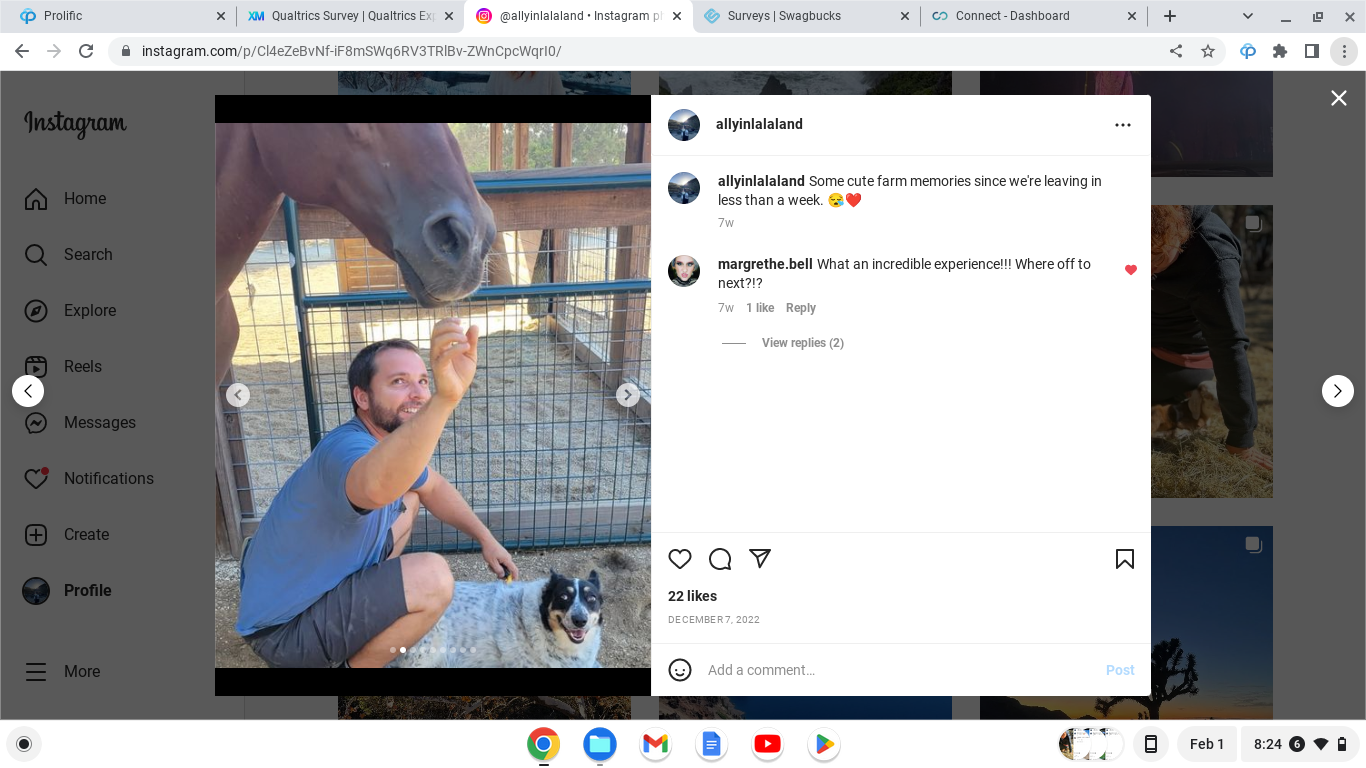 Prolific
Qualtrics Survey | Qualtrics Exp
@allyinlalaland • Instagram ph
Surveys | Swagbucks
Connect - Dashboard
instagram.com/p/Cl4eZeBvNf-iF8mSWq6RV3TRlBv-ZWnCpcWqrI0/
Instagram
Home
Search
Explore
Reels
Messages
Notifications
Create
Profile
More
allyinlalaland
allyinlalaland Some cute farm memories since we're leaving in
less than a week. 😪❤️
7w
margrethe.bell What an incredible experience!!! Where off to
next?!?
7w 1 like Reply
View replies (2)
22 likes
DECEMBER 7, 2022
Add a comment…
Post
Feb 1
8:24 6